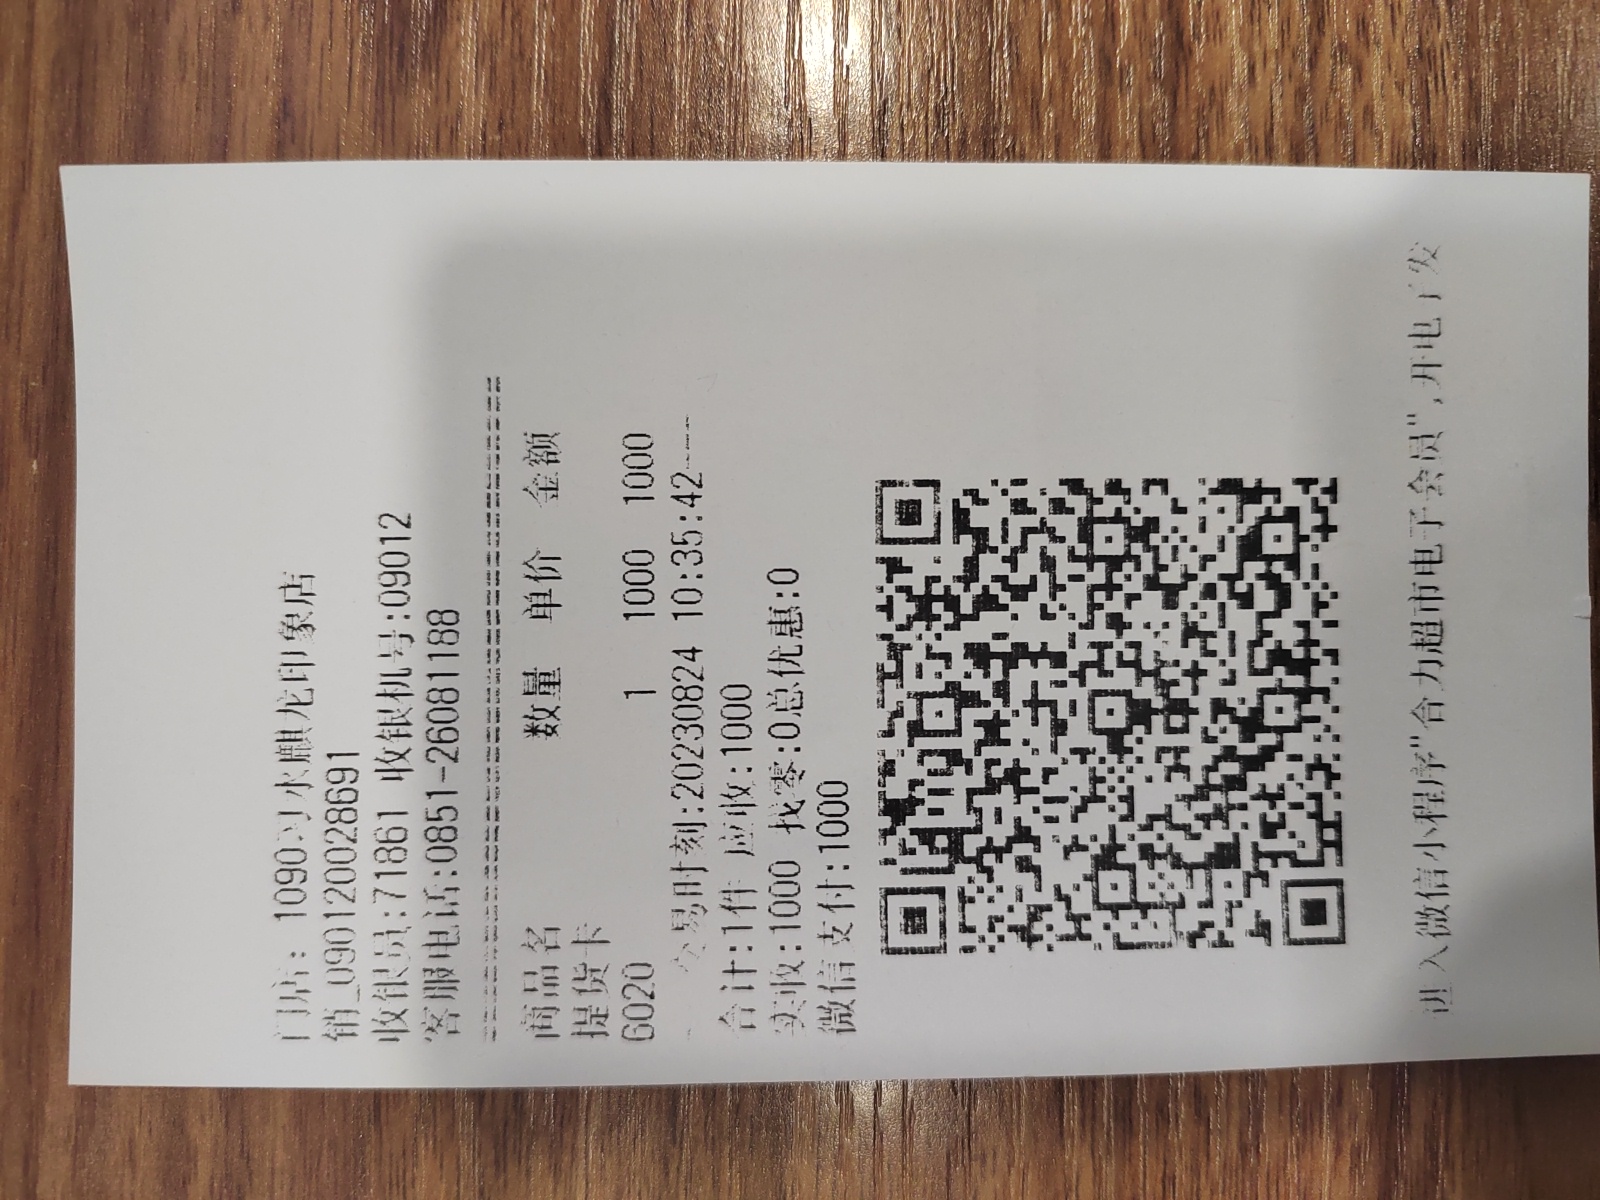 门店: 1090习水麒龙印象店
销_090120028691
收银员:71861 收银机号:09012
客服电话:0851-26081188
商品名 数量 单价 金额
提货卡
6020 1 1000 1000
交易时刻:20230824 10:35:42
合计:1件 应收:1000
实收:1000 找零:0总优惠:0
微信支付:1000
进入微信小程序"合力超市电子会员",开电子发